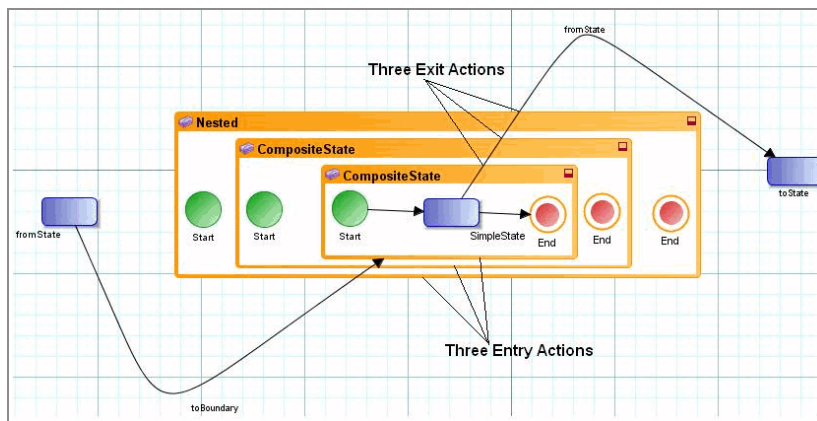 fromState
Three Exit Actions
Nested
CompositeState
CompositeState
toState
fromState
Start
Start
Start
SimpleState
End
End
End
Three Entry Actions
toBoundary